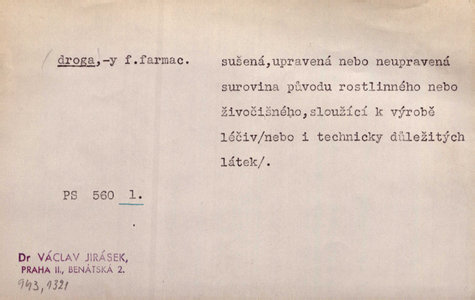 droga,-y f.farmac.
sušená,upravená nebo neupravená
surovina původu rostlinného nebo
živočišného,sloužící k výrobě
léčiv/nebo i technicky důležitých
látek/.
PS 560 1.
Dr VÁCLAV JIRÁSEK,
PRAHA II., BENÁTSKÁ 2.
943,1321